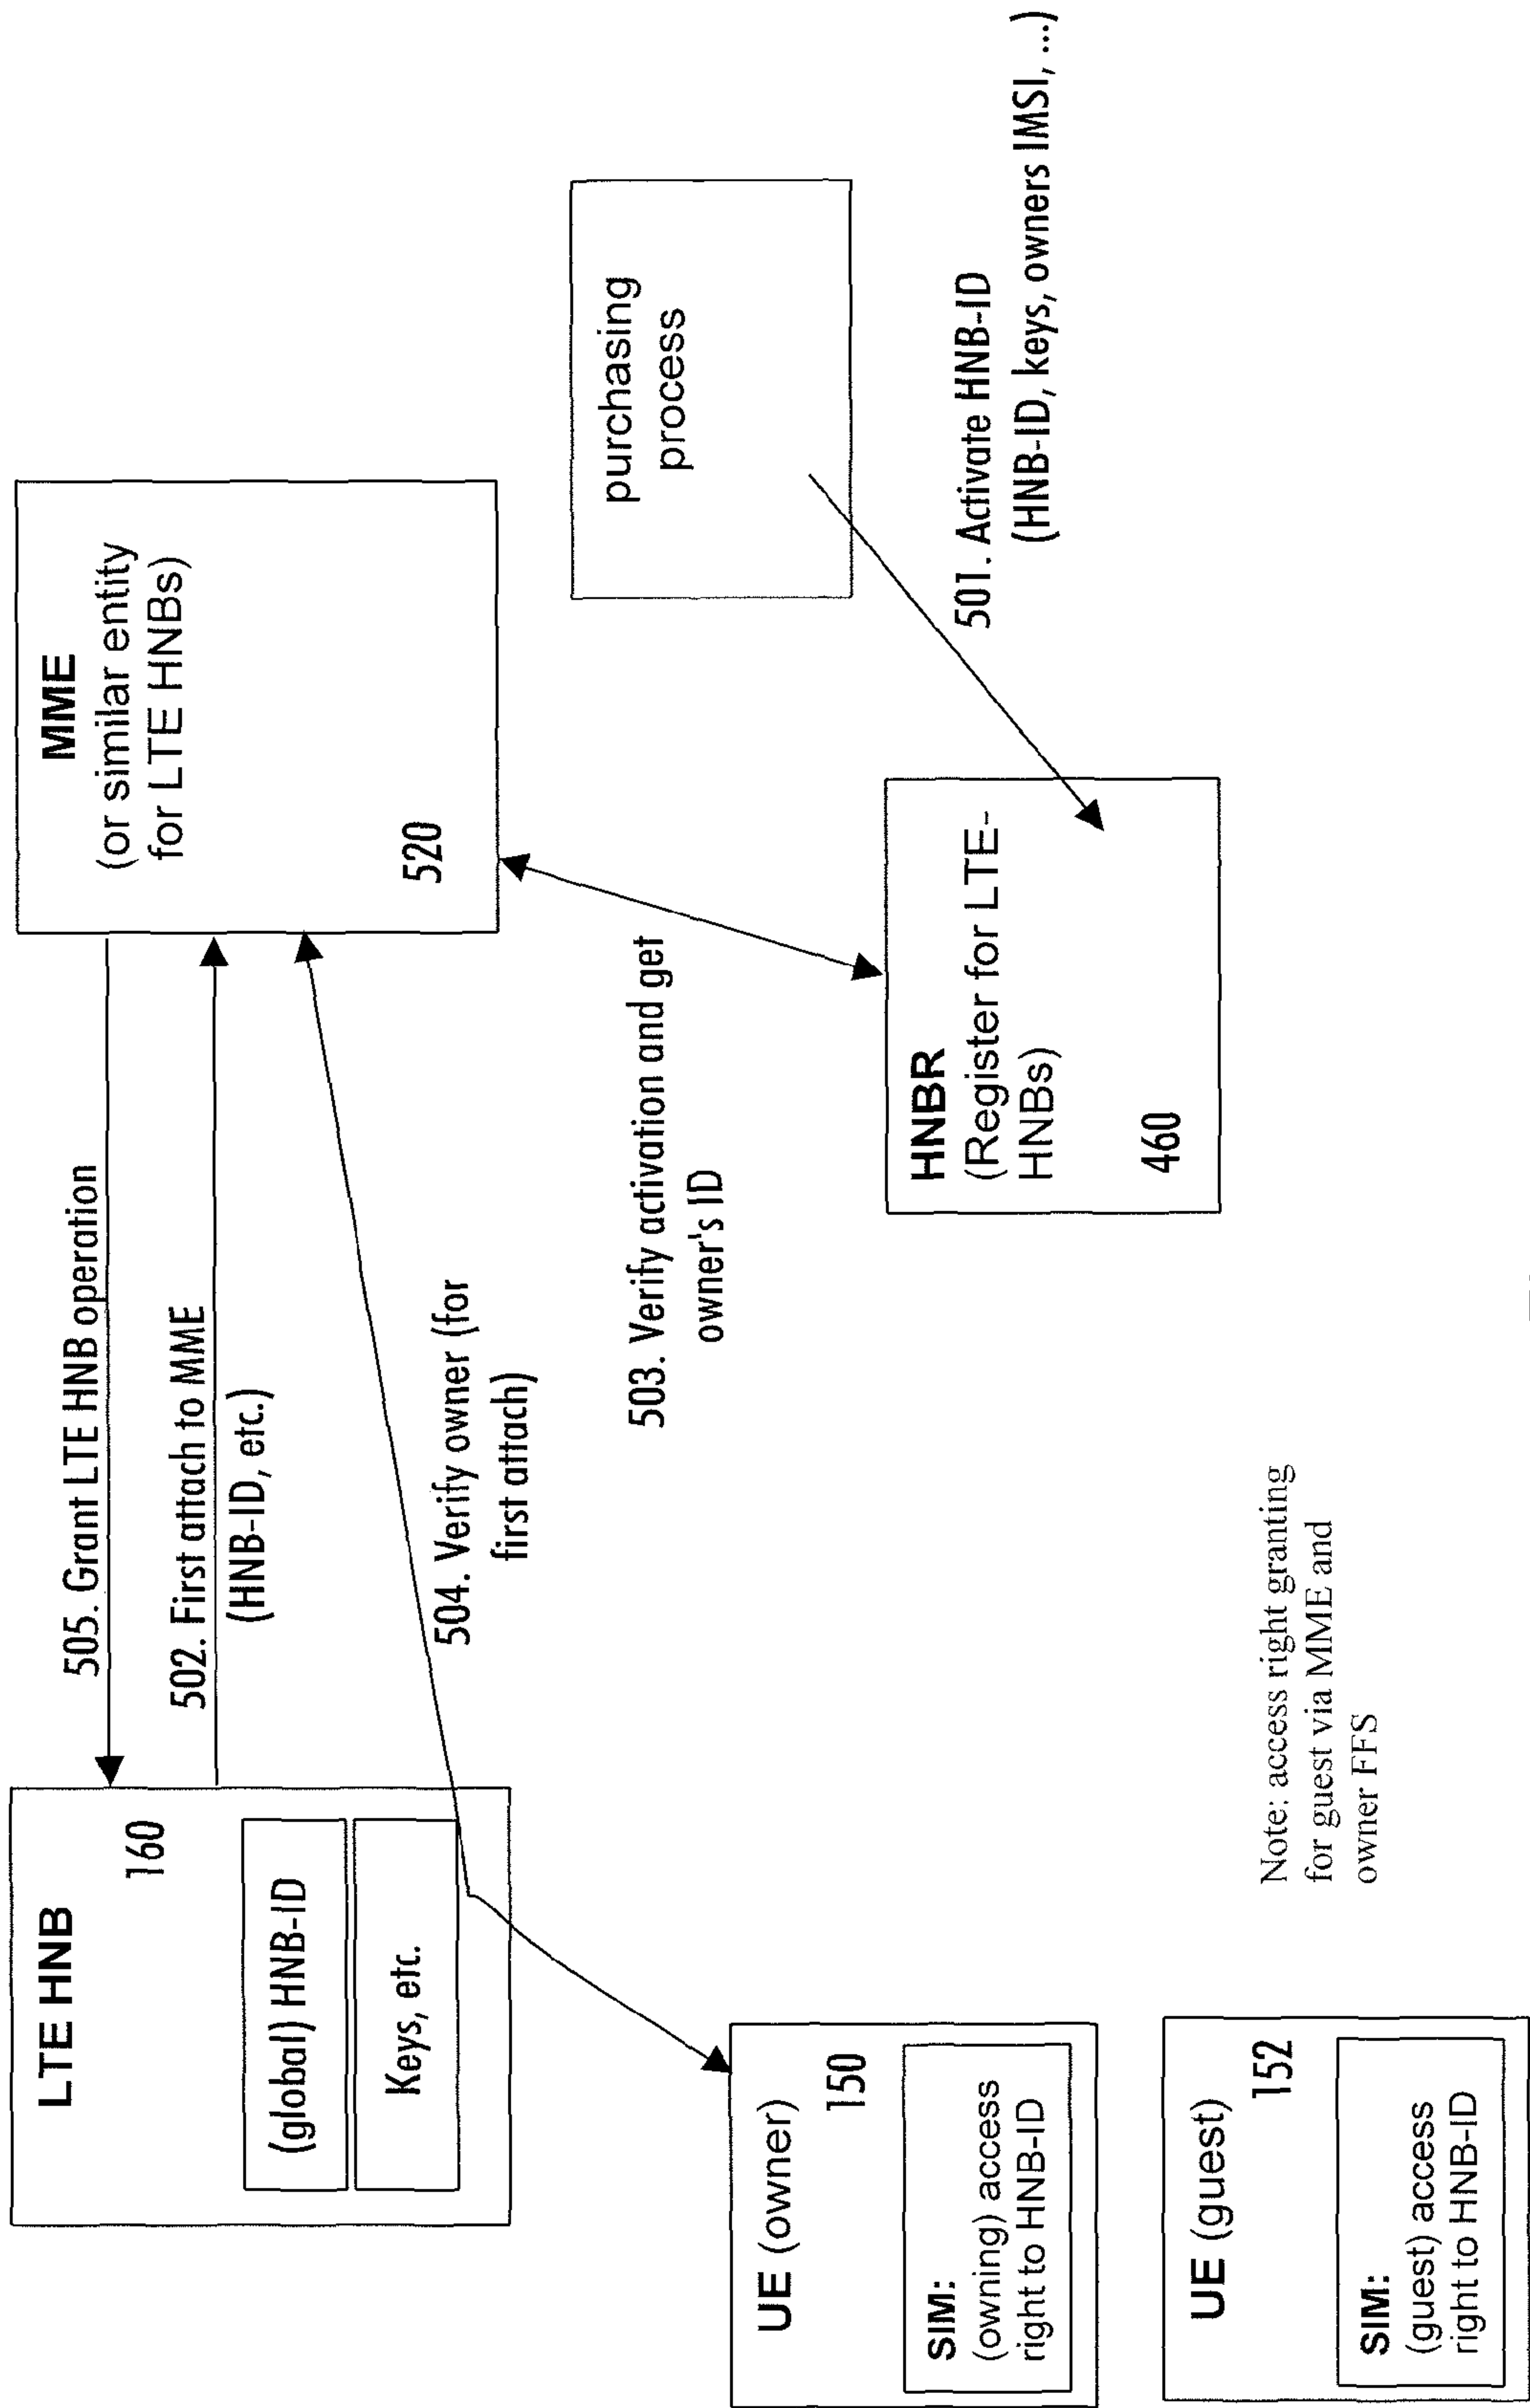 LTE HNB
160
(global) HNB-ID
Keys, etc.
505. Grant LTE HNB operation
502. First attach to MME
(HNB-ID, etc.)
504. Verify owner (for
first attach)
MME
(or similar entity
for LTE HNBs)
520
503. Verify activation and get
owner's ID
purchasing
process
501. Activate HNB-ID
(HNB-ID, keys, owners IMSI, ...)
HNBR
(Register for LTE-
HNBs)
460
UE (owner)
150
SIM:
(owning) access
right to HNB-ID
UE (guest)
152
SIM:
(guest) access
right to HNB-ID
Note: access right granting
for guest via MME and
owner FFS